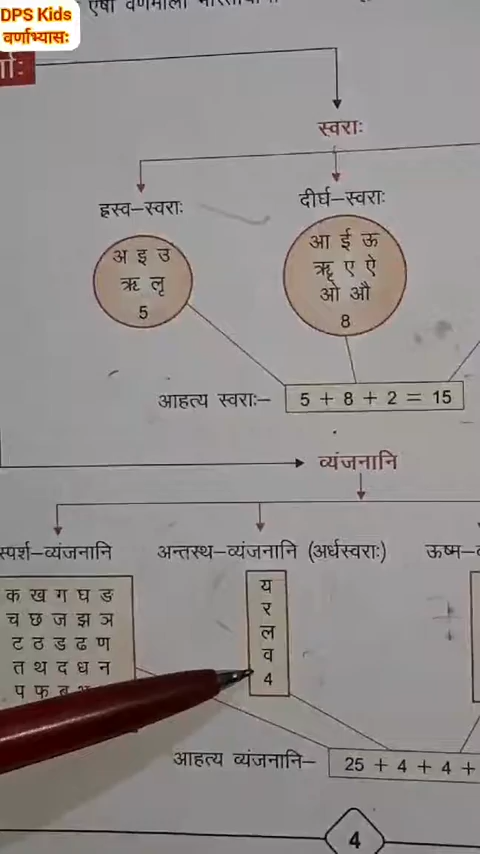 DPS Kids
वर्णाभ्यासः
एषा वर्णमाला
स्वराः
ह्रस्व-स्वराः
दीर्घ-स्वराः
अ इ उ
ऋ लृ
5
आ ई ऊ
ॠ ए ऐ
ओ औ
8
आहत्य स्वराः- 5 + 8 + 2 = 15
व्यंजनानि
स्पर्श-व्यंजनानि
अन्तस्थ-व्यंजनानि (अर्धस्वराः)
ऊष्म-
क ख ग घ ङ
च छ ज झ ञ
ट ठ ड ढ ण
त थ द ध न
प फ ब
य
र
ल
व
4
आहत्य व्यंजनानि- 25 + 4 + 4 +
4